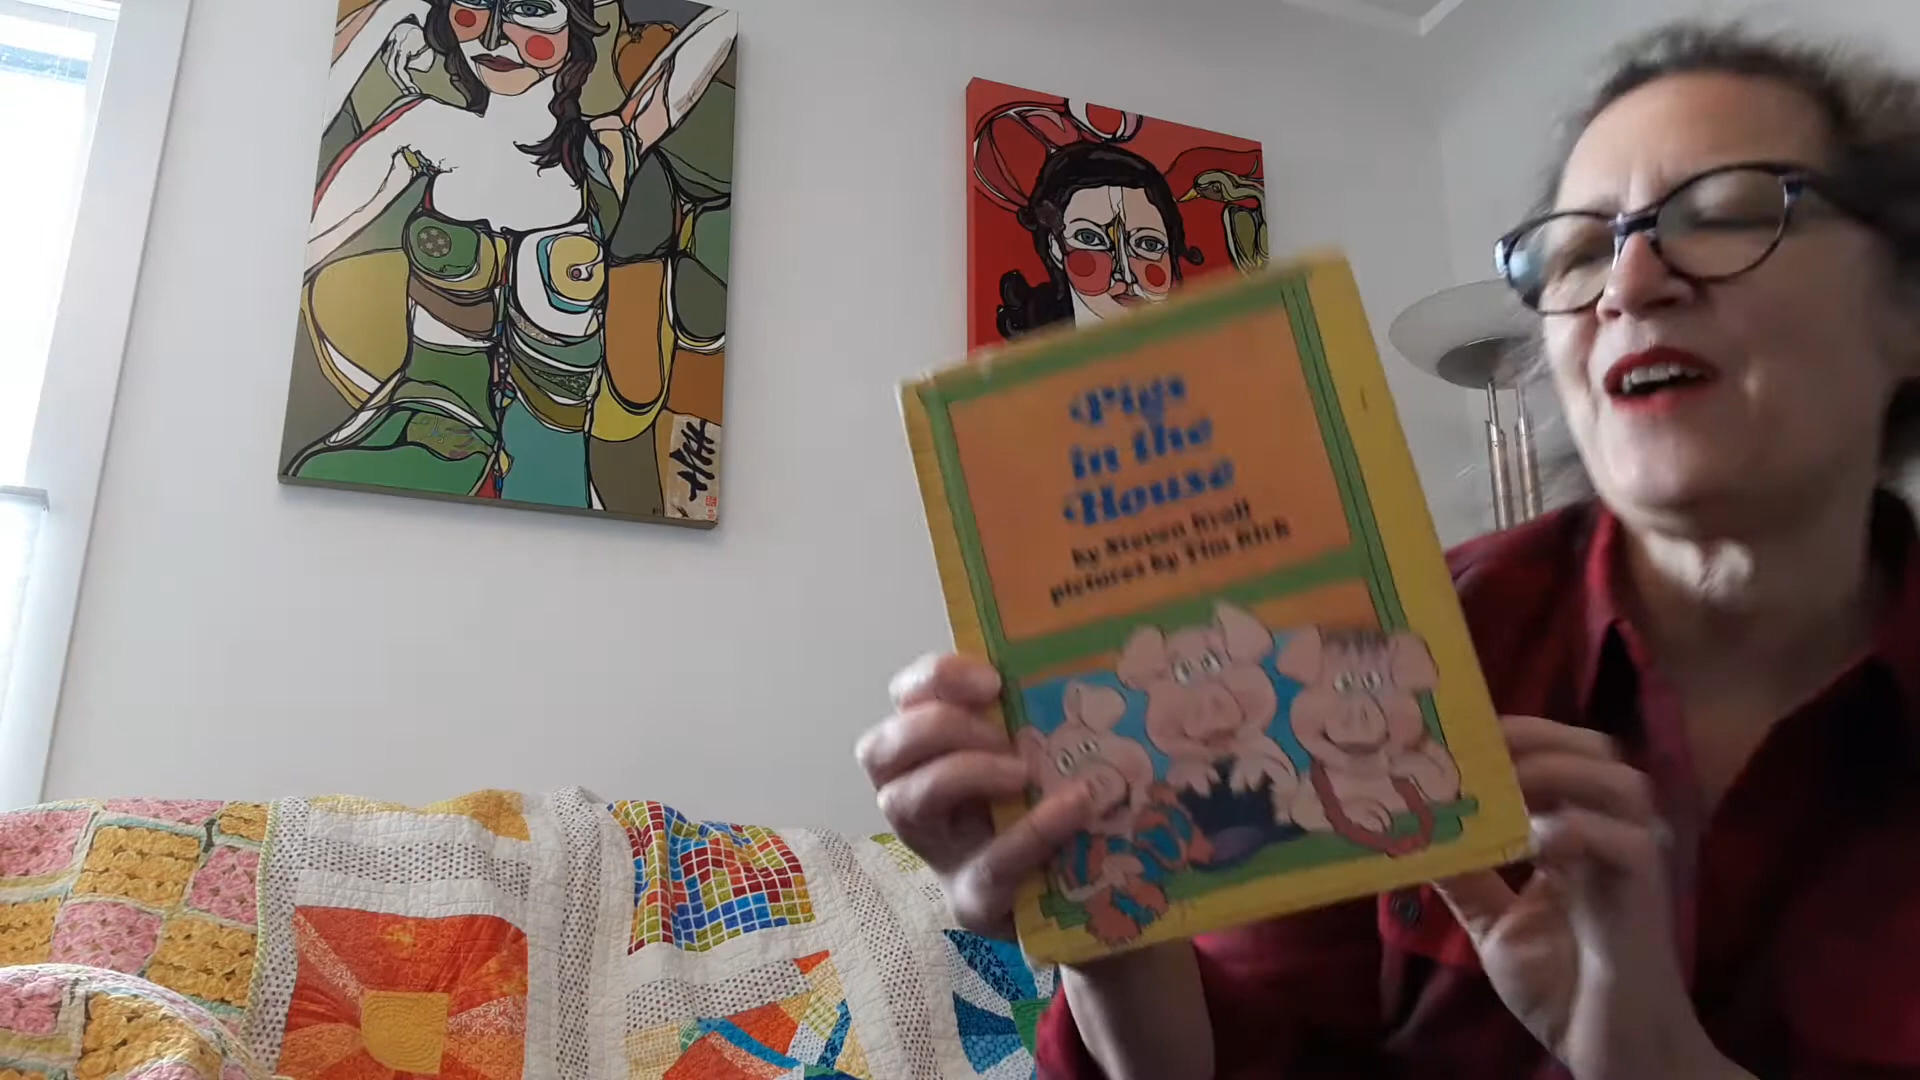 Pigs
in the
House
by Steven Kroll
pictures by Tim Kirk